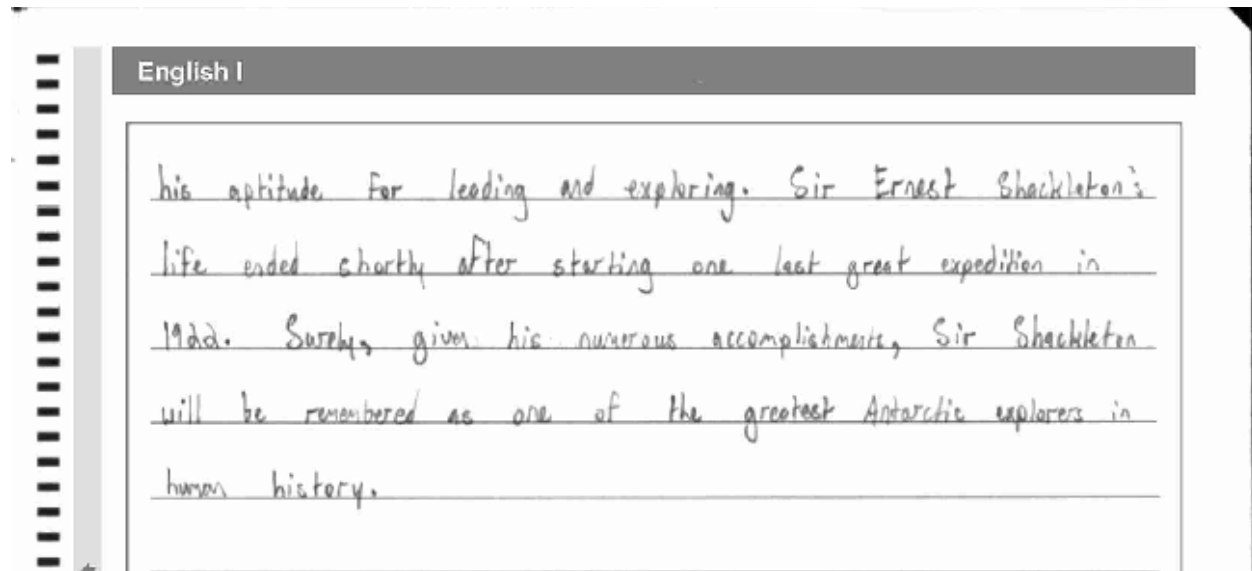 English I
his aptitude for leading and exploring. Sir Ernest Shackleton's
life ended shortly after starting one last great expedition in
1922. Surely, given his numerous accomplishments, Sir Shackleton
will be remembered as one of the greatest Antarctic explorers in
human history.